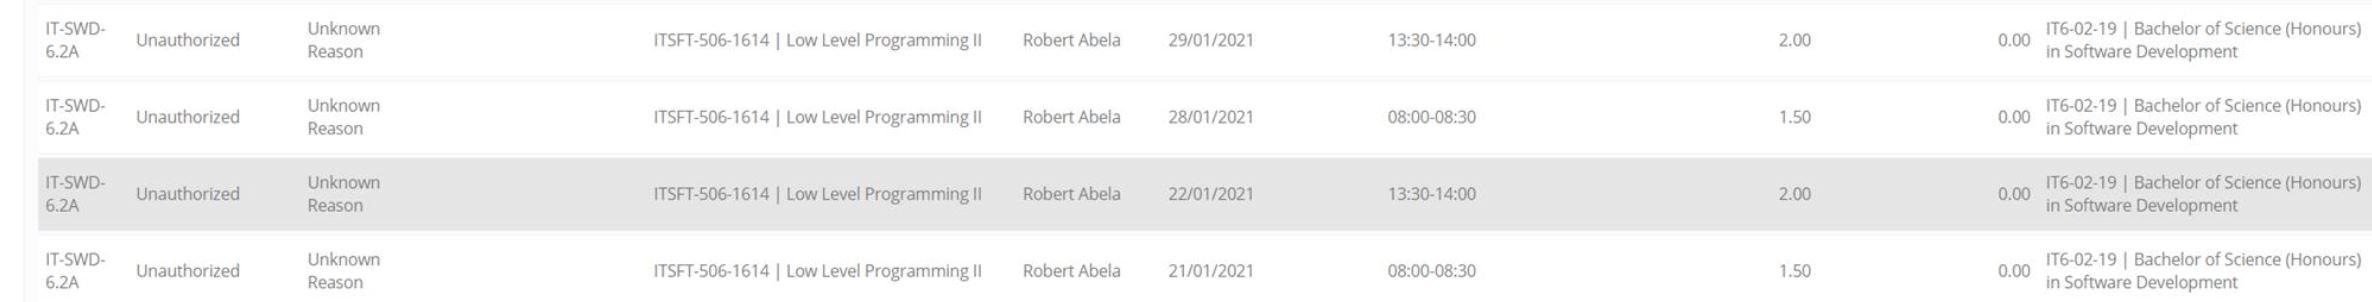 IT-SWD-6.2A Unauthorized Unknown Reason ITSFT-506-1614 | Low Level Programming II Robert Abela 29/01/2021 13:30-14:00 2.00 0.00 IT6-02-19 | Bachelor of Science (Honours) in Software Development
IT-SWD-6.2A Unauthorized Unknown Reason ITSFT-506-1614 | Low Level Programming II Robert Abela 28/01/2021 08:00-08:30 1.50 0.00 IT6-02-19 | Bachelor of Science (Honours) in Software Development
IT-SWD-6.2A Unauthorized Unknown Reason ITSFT-506-1614 | Low Level Programming II Robert Abela 22/01/2021 13:30-14:00 2.00 0.00 IT6-02-19 | Bachelor of Science (Honours) in Software Development
IT-SWD-6.2A Unauthorized Unknown Reason ITSFT-506-1614 | Low Level Programming II Robert Abela 21/01/2021 08:00-08:30 1.50 0.00 IT6-02-19 | Bachelor of Science (Honours) in Software Development